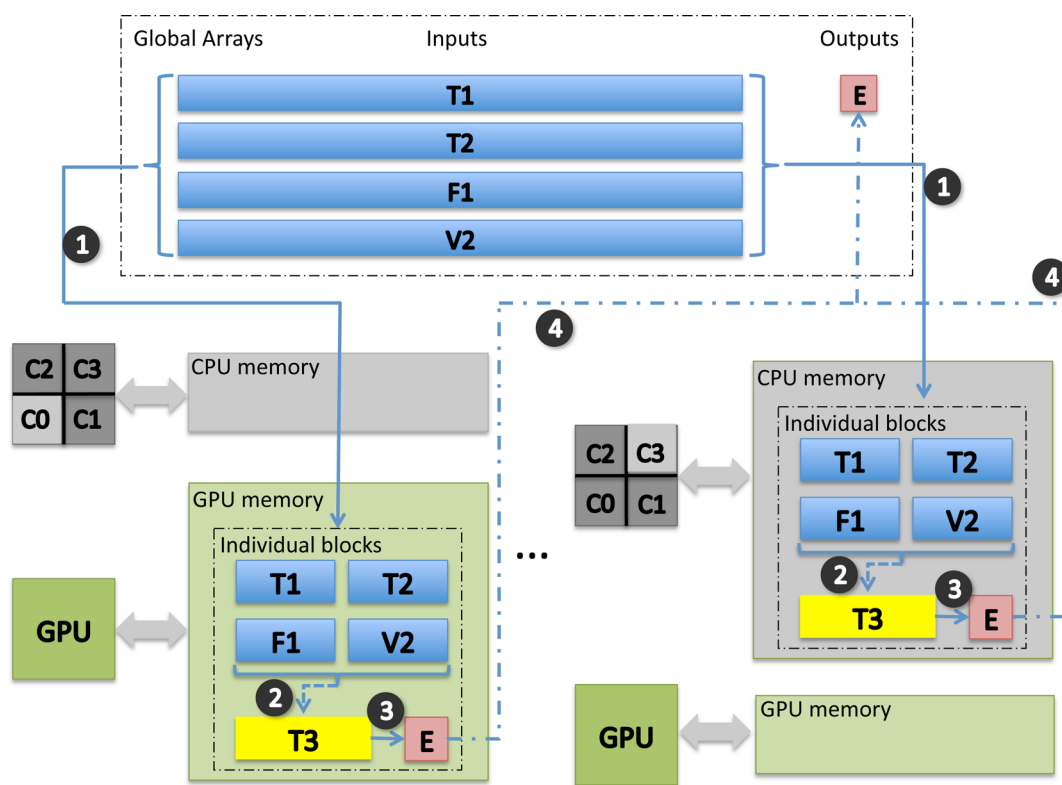 Global Arrays Inputs Outputs
T1
E
T2
F1
V2
1
1
4
4
C2 C3
C0 C1
CPU memory
GPU memory
Individual blocks
T1 T2
F1 V2
2
3
T3
E
GPU
...
C2 C3
C0 C1
CPU memory
Individual blocks
T1 T2
F1 V2
2
3
T3
E
GPU
GPU memory